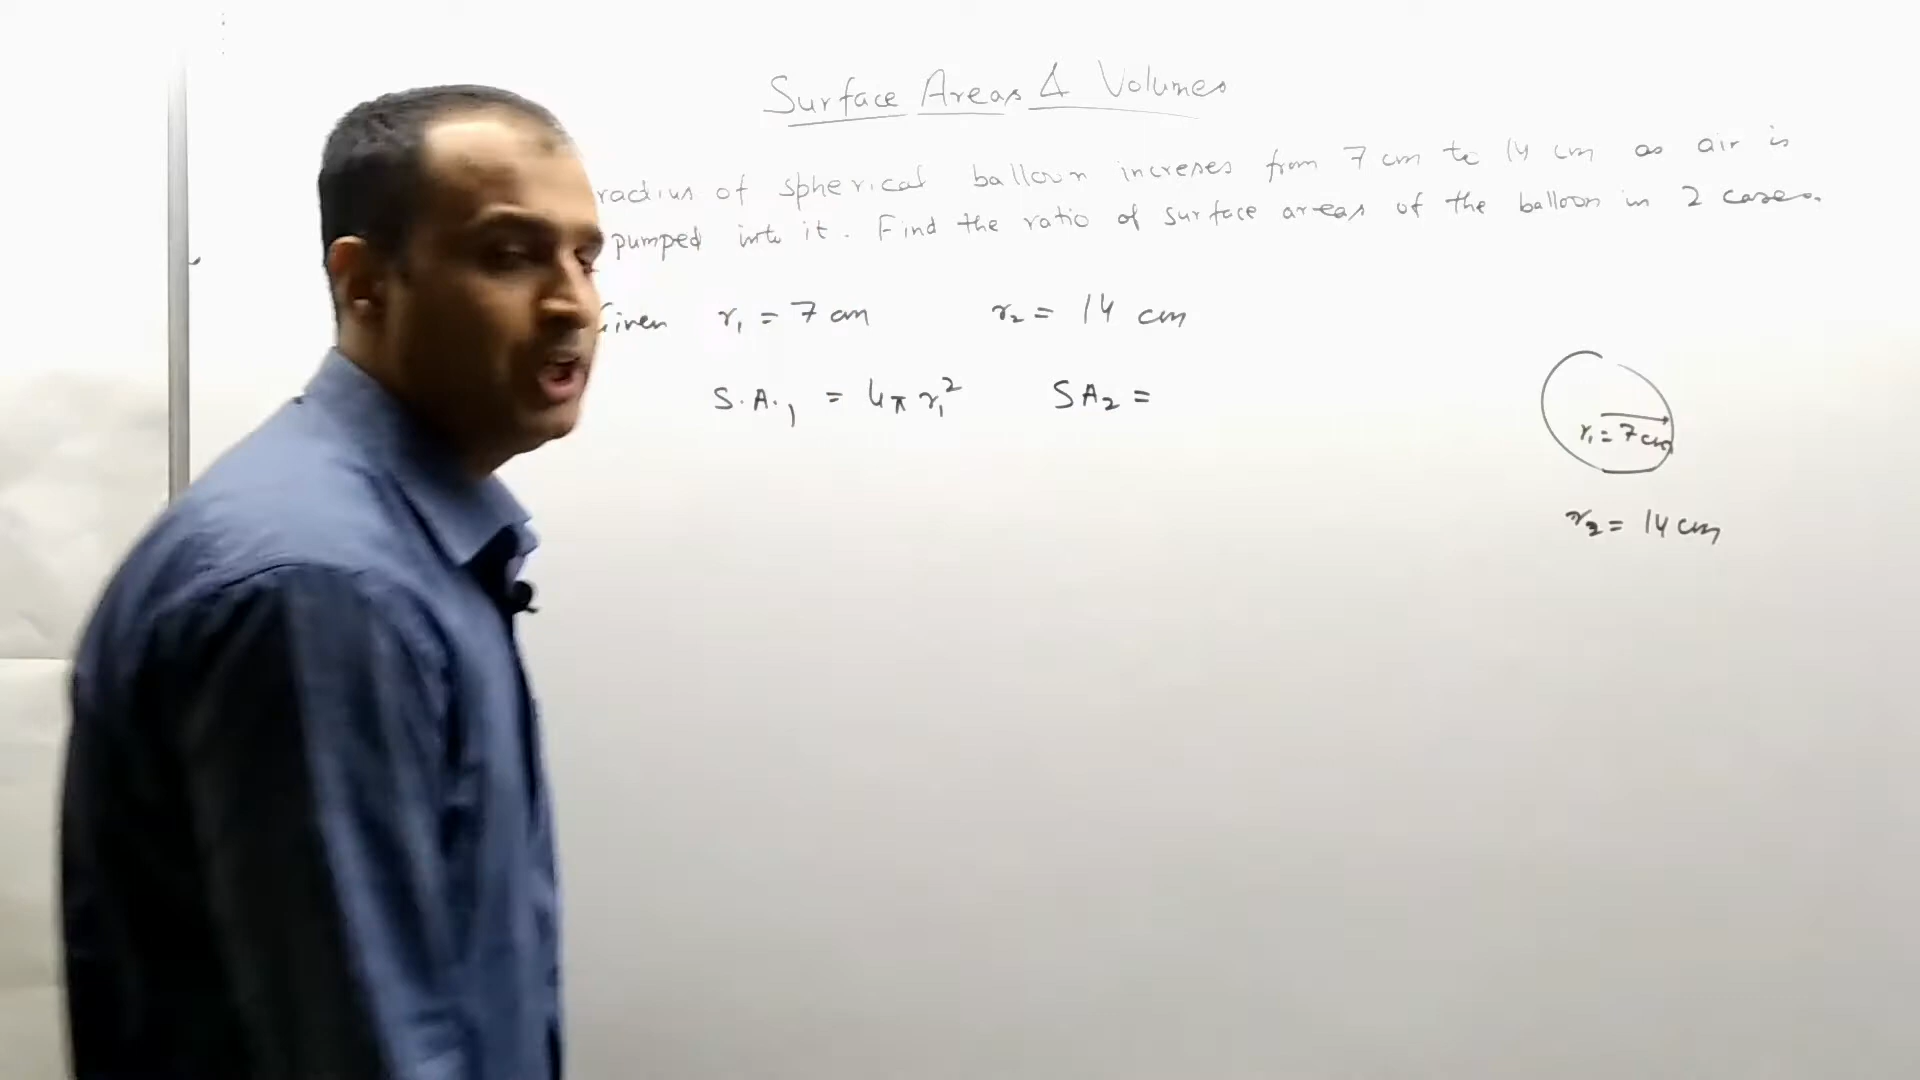 Surface Areas & Volumes
radius of spherical balloon increses from 7 cm to 14 cm as air is
pumped into it. Find the ratio of surface areas of the balloon in 2 cases.
Given r₁ = 7 cm r₂ = 14 cm
S.A.₁ = 4πr₁² SA₂ =
r₁ = 7 cm
r₂ = 14 cm